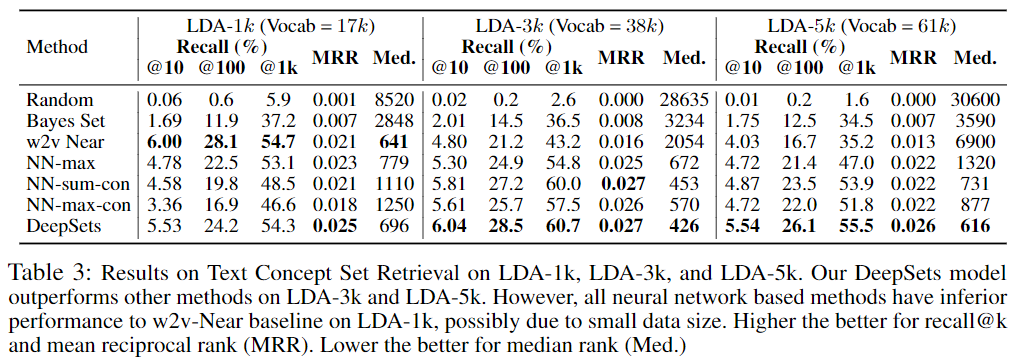 Method LDA-1k (Vocab = 17k) LDA-3k (Vocab = 38k) LDA-5k (Vocab = 61k)
Recall (%) MRR Med. Recall (%) MRR Med. Recall (%) MRR Med.
@10 @100 @1k @10 @100 @1k @10 @100 @1k
Random 0.06 0.6 5.9 0.001 8520 0.02 0.2 2.6 0.000 28635 0.01 0.2 1.6 0.000 30600
Bayes Set 1.69 11.9 37.2 0.007 2848 2.01 14.5 36.5 0.008 3234 1.75 12.5 34.5 0.007 3590
w2v Near 6.00 28.1 54.7 0.021 641 4.80 21.2 43.2 0.016 2054 4.03 16.7 35.2 0.013 6900
NN-max 4.78 22.5 53.1 0.023 779 5.30 24.9 54.8 0.025 672 4.72 21.4 47.0 0.022 1320
NN-sum-con 4.58 19.8 48.5 0.021 1110 5.81 27.2 60.0 0.027 453 4.87 23.5 53.9 0.022 731
NN-max-con 3.36 16.9 46.6 0.018 1250 5.61 25.7 57.5 0.026 570 4.72 22.0 51.8 0.022 877
DeepSets 5.53 24.2 54.3 0.025 696 6.04 28.5 60.7 0.027 426 5.54 26.1 55.5 0.026 616
Table 3: Results on Text Concept Set Retrieval on LDA-1k, LDA-3k, and LDA-5k. Our DeepSets model
outperforms other methods on LDA-3k and LDA-5k. However, all neural network based methods have inferior
performance to w2v-Near baseline on LDA-1k, possibly due to small data size. Higher the better for recall@k
and mean reciprocal rank (MRR). Lower the better for median rank (Med.)